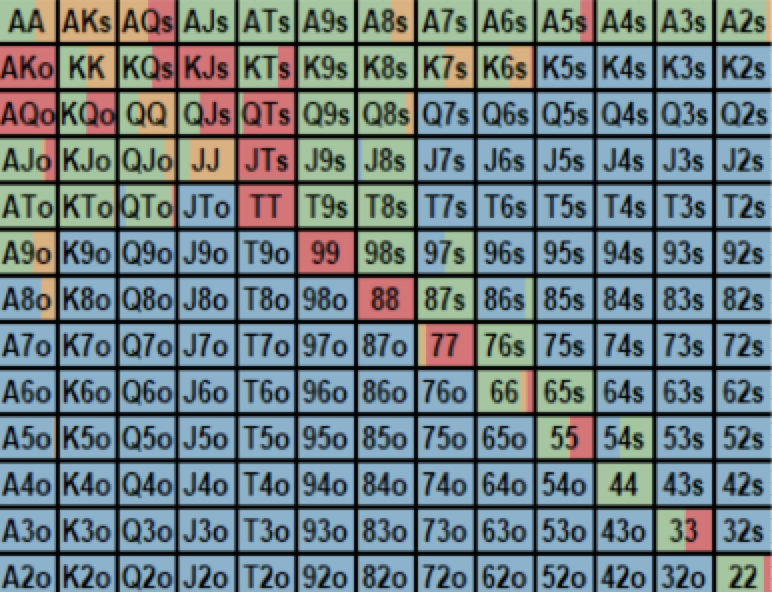 AA AKs AQs AJs ATs A9s A8s A7s A6s A5s A4s A3s A2s
AKo KK KQs KJs KTs K9s K8s K7s K6s K5s K4s K3s K2s
AQo KQo QQ QJs QTs Q9s Q8s Q7s Q6s Q5s Q4s Q3s Q2s
AJo KJo QJo JJ JTs J9s J8s J7s J6s J5s J4s J3s J2s
ATo KTo QTo JTo TT T9s T8s T7s T6s T5s T4s T3s T2s
A9o K9o Q9o J9o T9o 99 98s 97s 96s 95s 94s 93s 92s
A8o K8o Q8o J8o T8o 98o 88 87s 86s 85s 84s 83s 82s
A7o K7o Q7o J7o T7o 97o 87o 77 76s 75s 74s 73s 72s
A6o K6o Q6o J6o T6o 96o 86o 76o 66 65s 64s 63s 62s
A5o K5o Q5o J5o T5o 95o 85o 75o 65o 55 54s 53s 52s
A4o K4o Q4o J4o T4o 94o 84o 74o 64o 54o 44 43s 42s
A3o K3o Q3o J3o T3o 93o 83o 73o 63o 53o 43o 33 32s
A2o K2o Q2o J2o T2o 92o 82o 72o 62o 52o 42o 32o 22